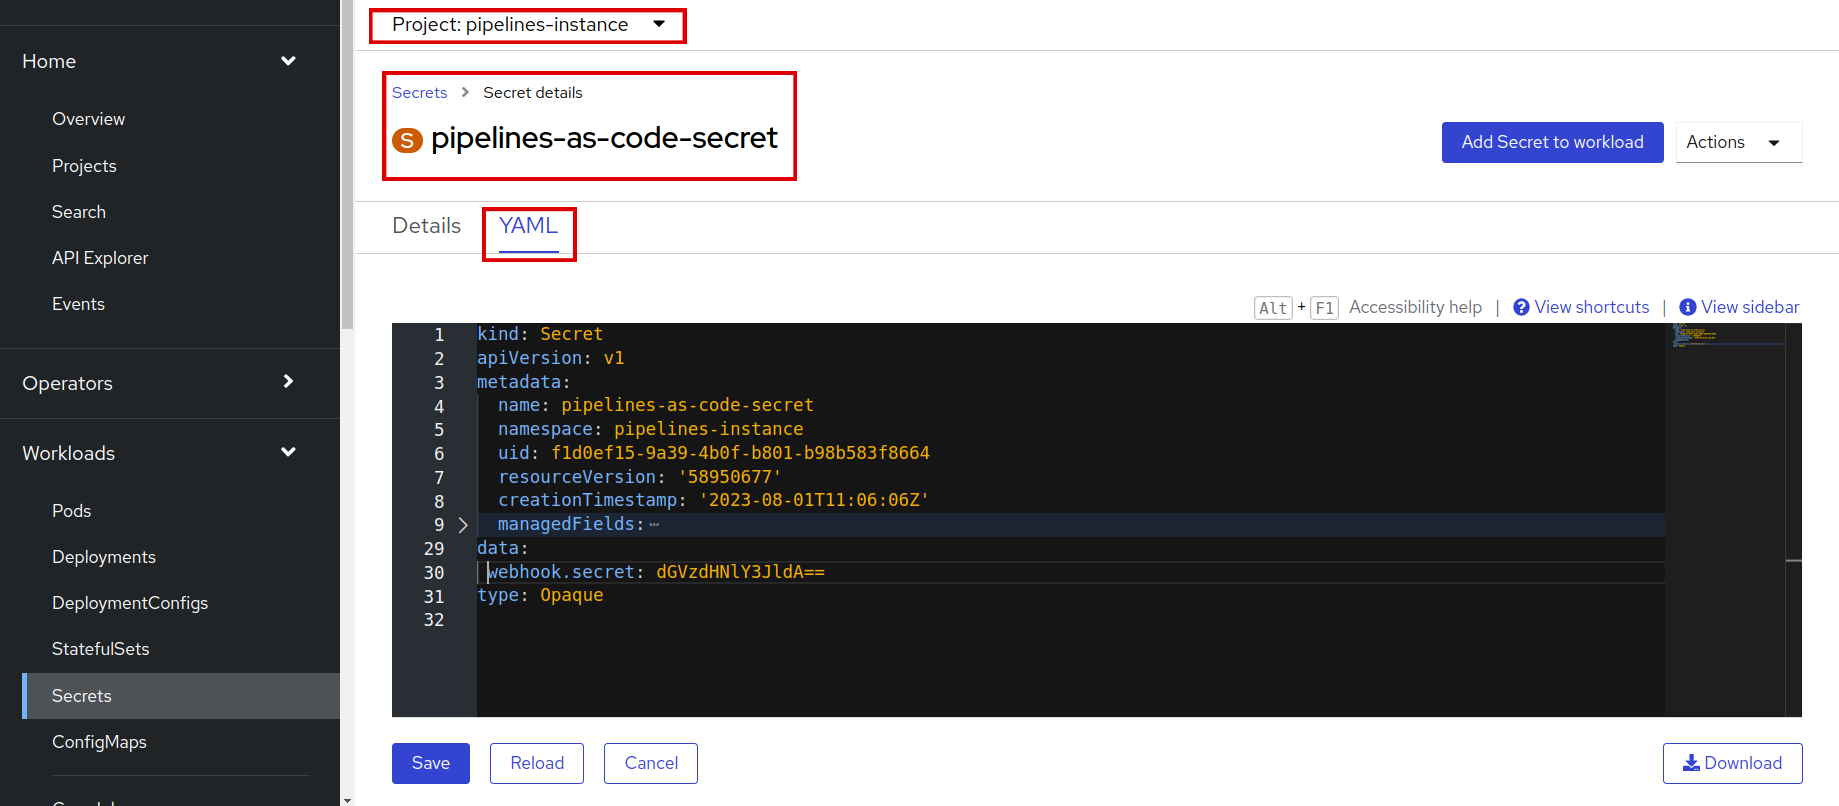 Project: pipelines-instance
Home
Overview
Projects
Search
API Explorer
Events
Operators
Workloads
Pods
Deployments
DeploymentConfigs
StatefulSets
Secrets
ConfigMaps
Secrets > Secret details
S pipelines-as-code-secret
Add Secret to workload
Actions
Details YAML
Alt + F1 Accessibility help | View shortcuts | View sidebar
1 kind: Secret
2 apiVersion: v1
3 metadata:
4 name: pipelines-as-code-secret
5 namespace: pipelines-instance
6 uid: f1d0ef15-9a39-4b0f-b801-b98b583f8664
7 resourceVersion: '58950677'
8 creationTimestamp: '2023-08-01T11:06:06Z'
9 managedFields: ⋯
29 data:
30 webhook.secret: dGVzdHNlY3JldA==
31 type: Opaque
32
Save Reload Cancel Download